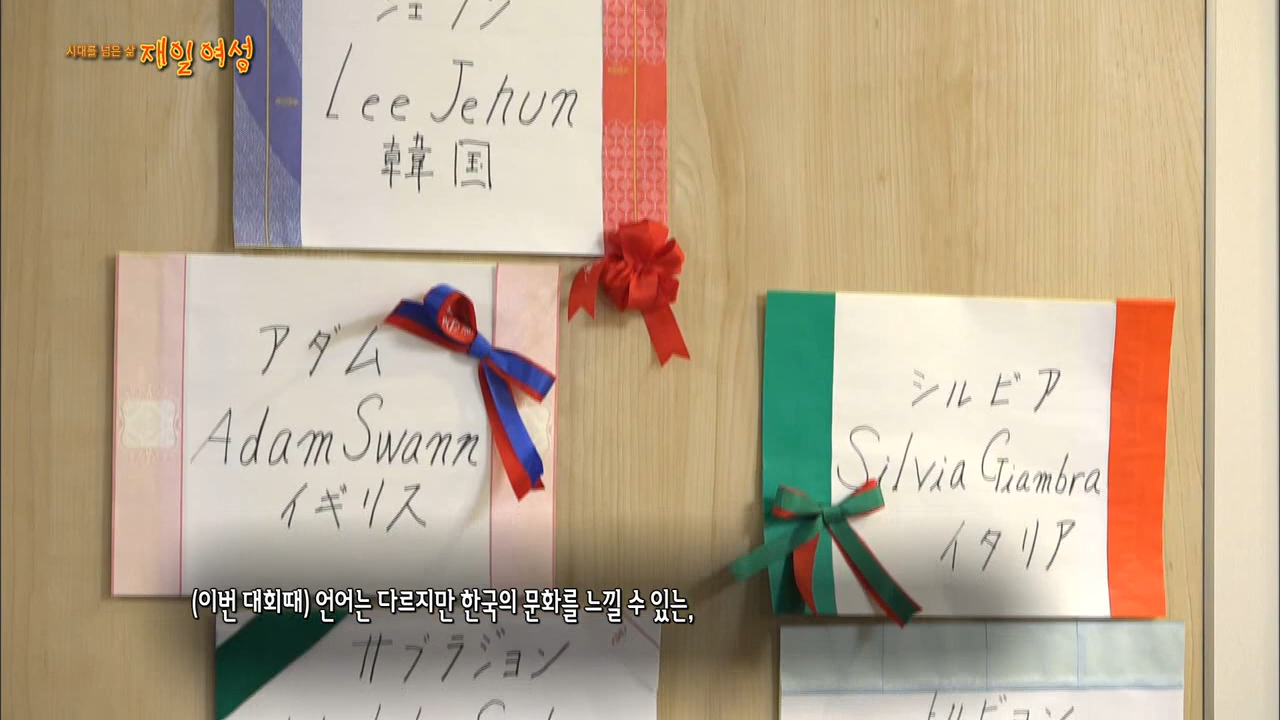 시대를 넘은 삶 재일 여성
Lee Jehun
韓国
アダム
Adam Swann
イギリス
シルビア
Silvia Giambra
イタリア
(이번 대회때) 언어는 다르지만 한국의 문화를 느낄 수 있는,
サブラジョン